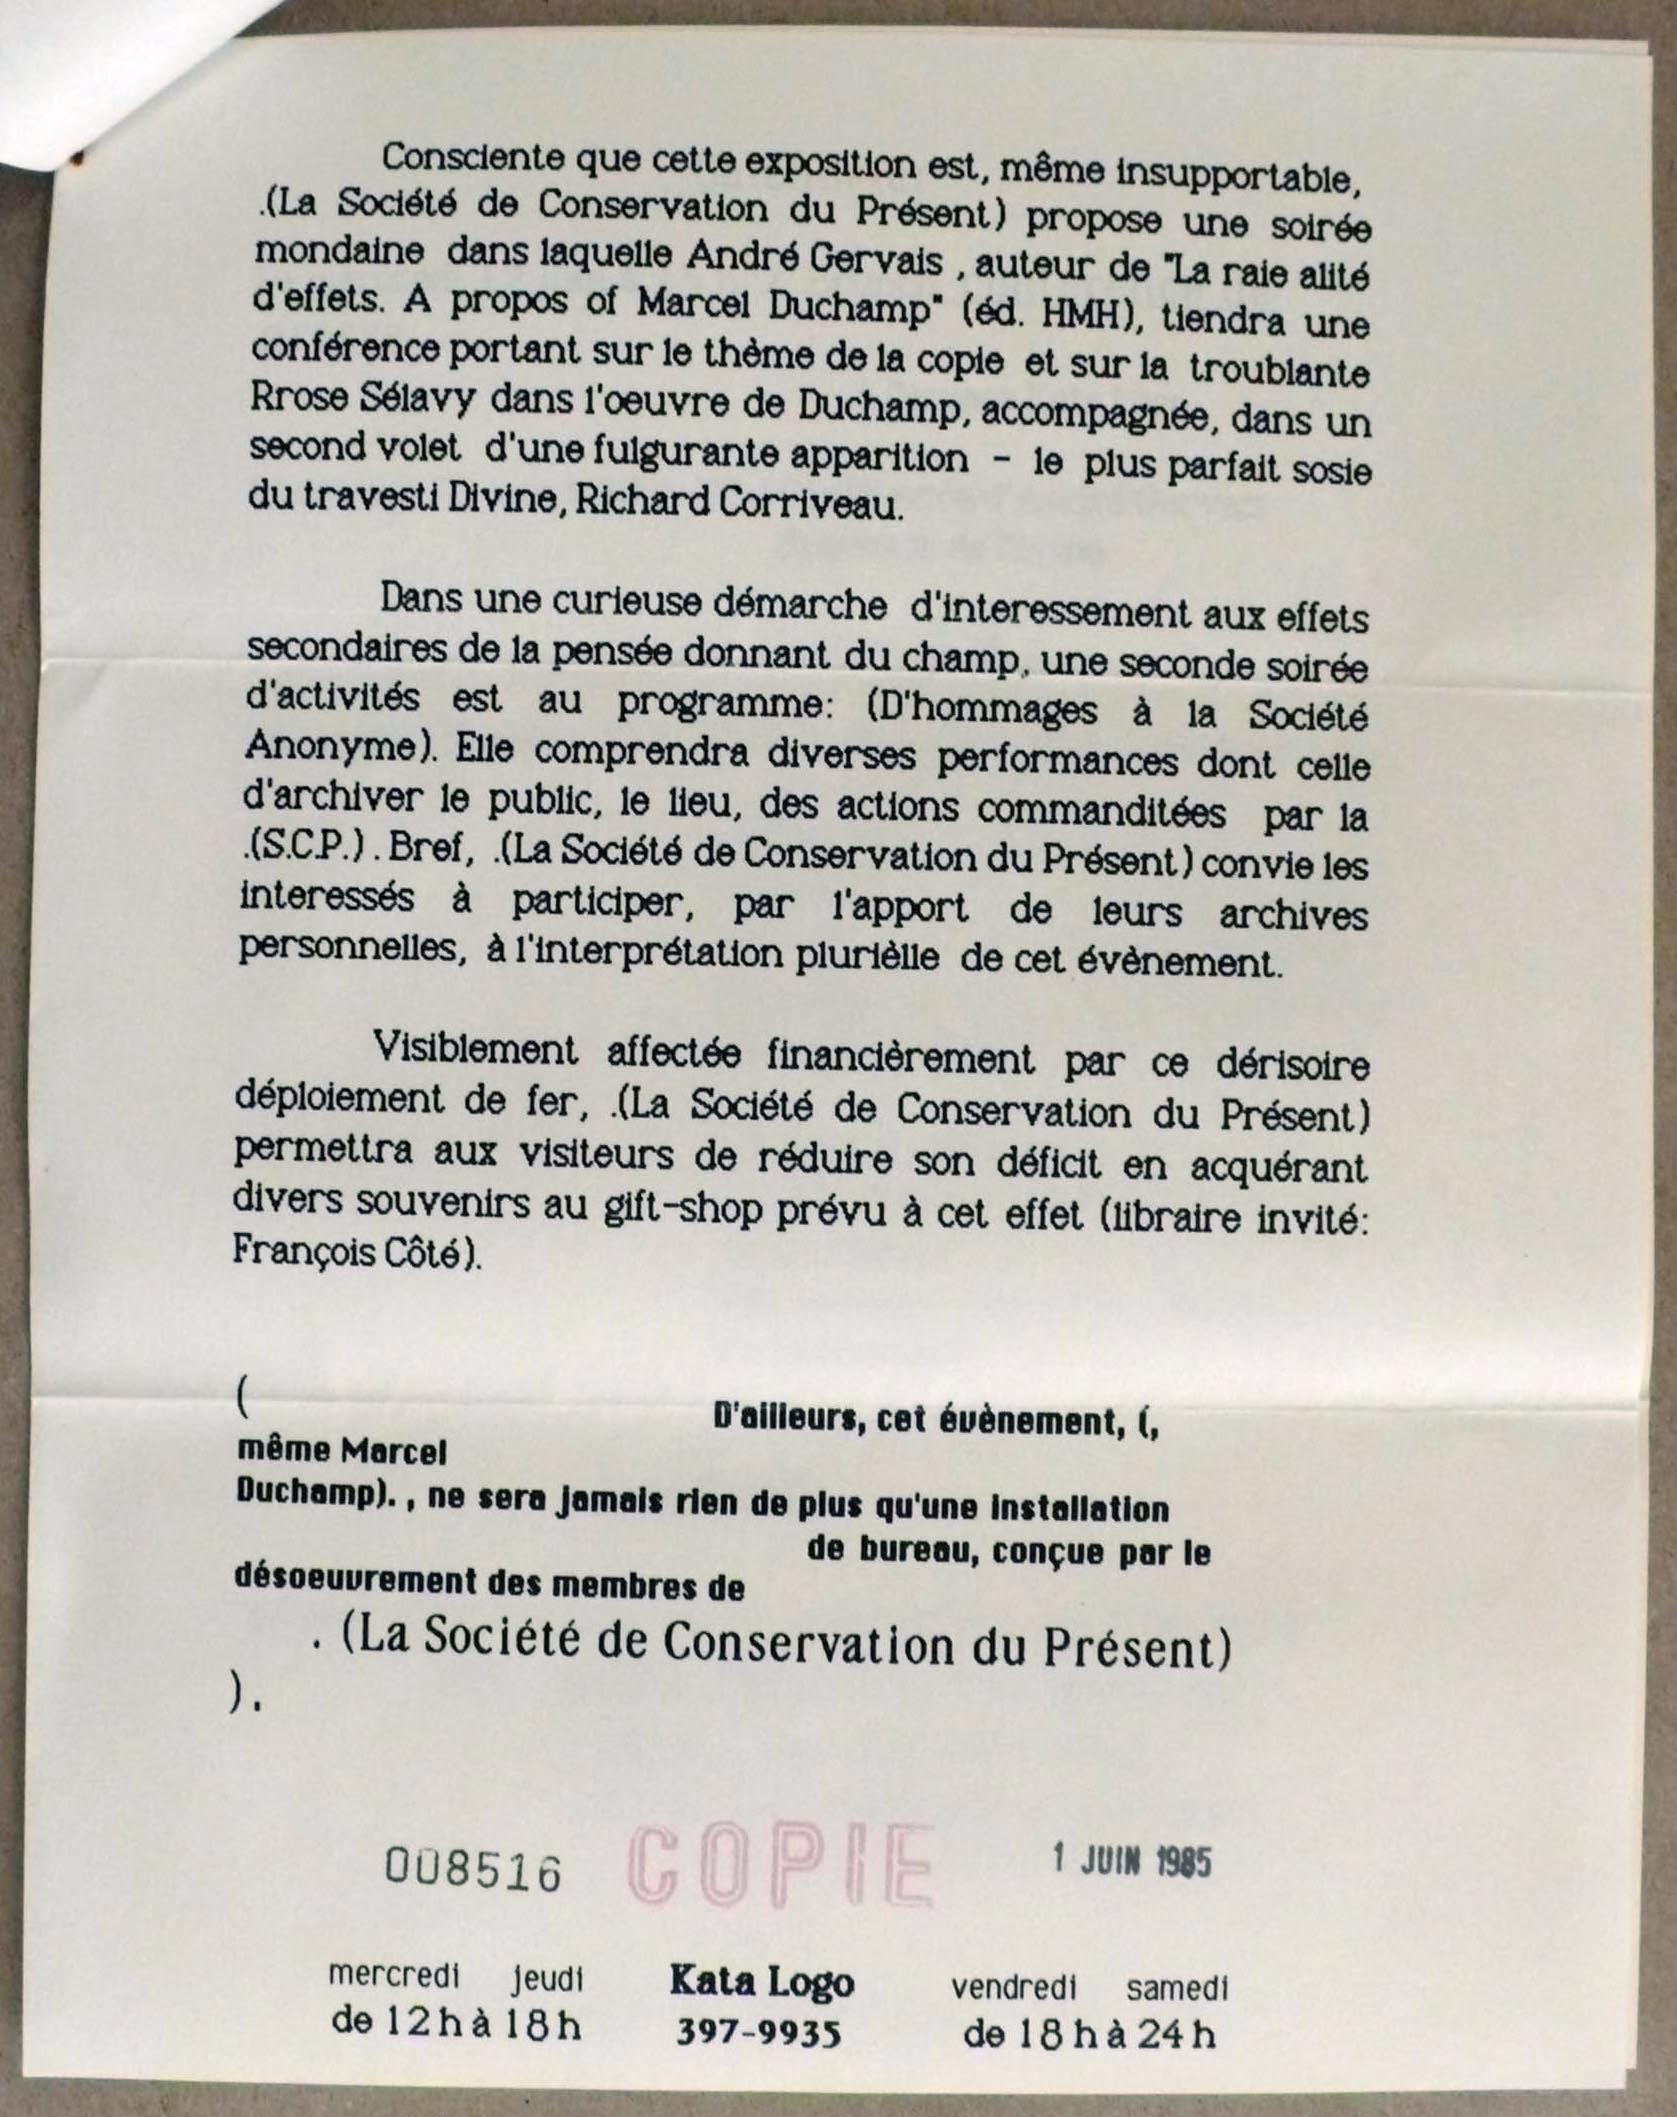 Consciente que cette exposition est, même insupportable,
.(La Société de Conservation du Présent) propose une soirée
mondaine dans laquelle André Gervais , auteur de "La raie alité
d'effets. A propos of Marcel Duchamp" (éd. HMH), tiendra une
conférence portant sur le thème de la copie et sur la troublante
Rrose Sélavy dans l'oeuvre de Duchamp, accompagnée, dans un
second volet d'une fulgurante apparition - le plus parfait sosie
du travesti Divine, Richard Corriveau.
Dans une curieuse démarche d'interessement aux effets
secondaires de la pensée donnant du champ, une seconde soirée
d'activités est au programme: (D'hommages à la Société
Anonyme). Elle comprendra diverses performances dont celle
d'archiver le public, le lieu, des actions commanditées par la
.(S.C.P.) . Bref, .(La Société de Conservation du Présent) convie les
interessés à participer, par l'apport de leurs archives
personnelles, à l'interprétation plurièlle de cet évènement.
Visiblement affectée financièrement par ce dérisoire
déploiement de fer, .(La Société de Conservation du Présent)
permettra aux visiteurs de réduire son déficit en acquérant
divers souvenirs au gift-shop prévu à cet effet (libraire invité:
François Côté).
(
D'ailleurs, cet évènement, (,
même Marcel
Duchamp). , ne sera jamais rien de plus qu'une installation
de bureau, conçue par le
désoeuvrement des membres de
. (La Société de Conservation du Présent)
).
008516 COPIE 1 JUIN 1985
mercredi jeudi Kata Logo vendredi samedi
de 12h à 18h 397-9935 de 18h à 24h